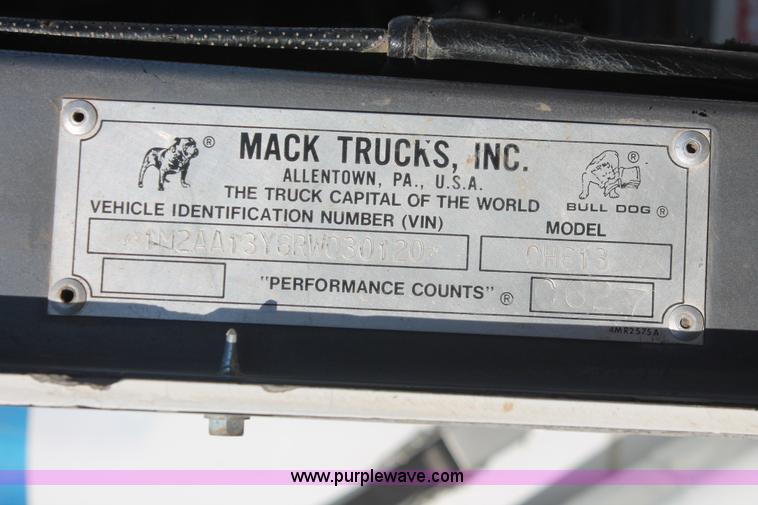 MACK TRUCKS, INC.
ALLENTOWN, PA., U.S.A.
THE TRUCK CAPITAL OF THE WORLD
BULL DOG ®
VEHICLE IDENTIFICATION NUMBER (VIN)
MODEL
*1M2AA13Y6RW030120*
CH613
"PERFORMANCE COUNTS" ®
4MR2575A
www.purplewave.com